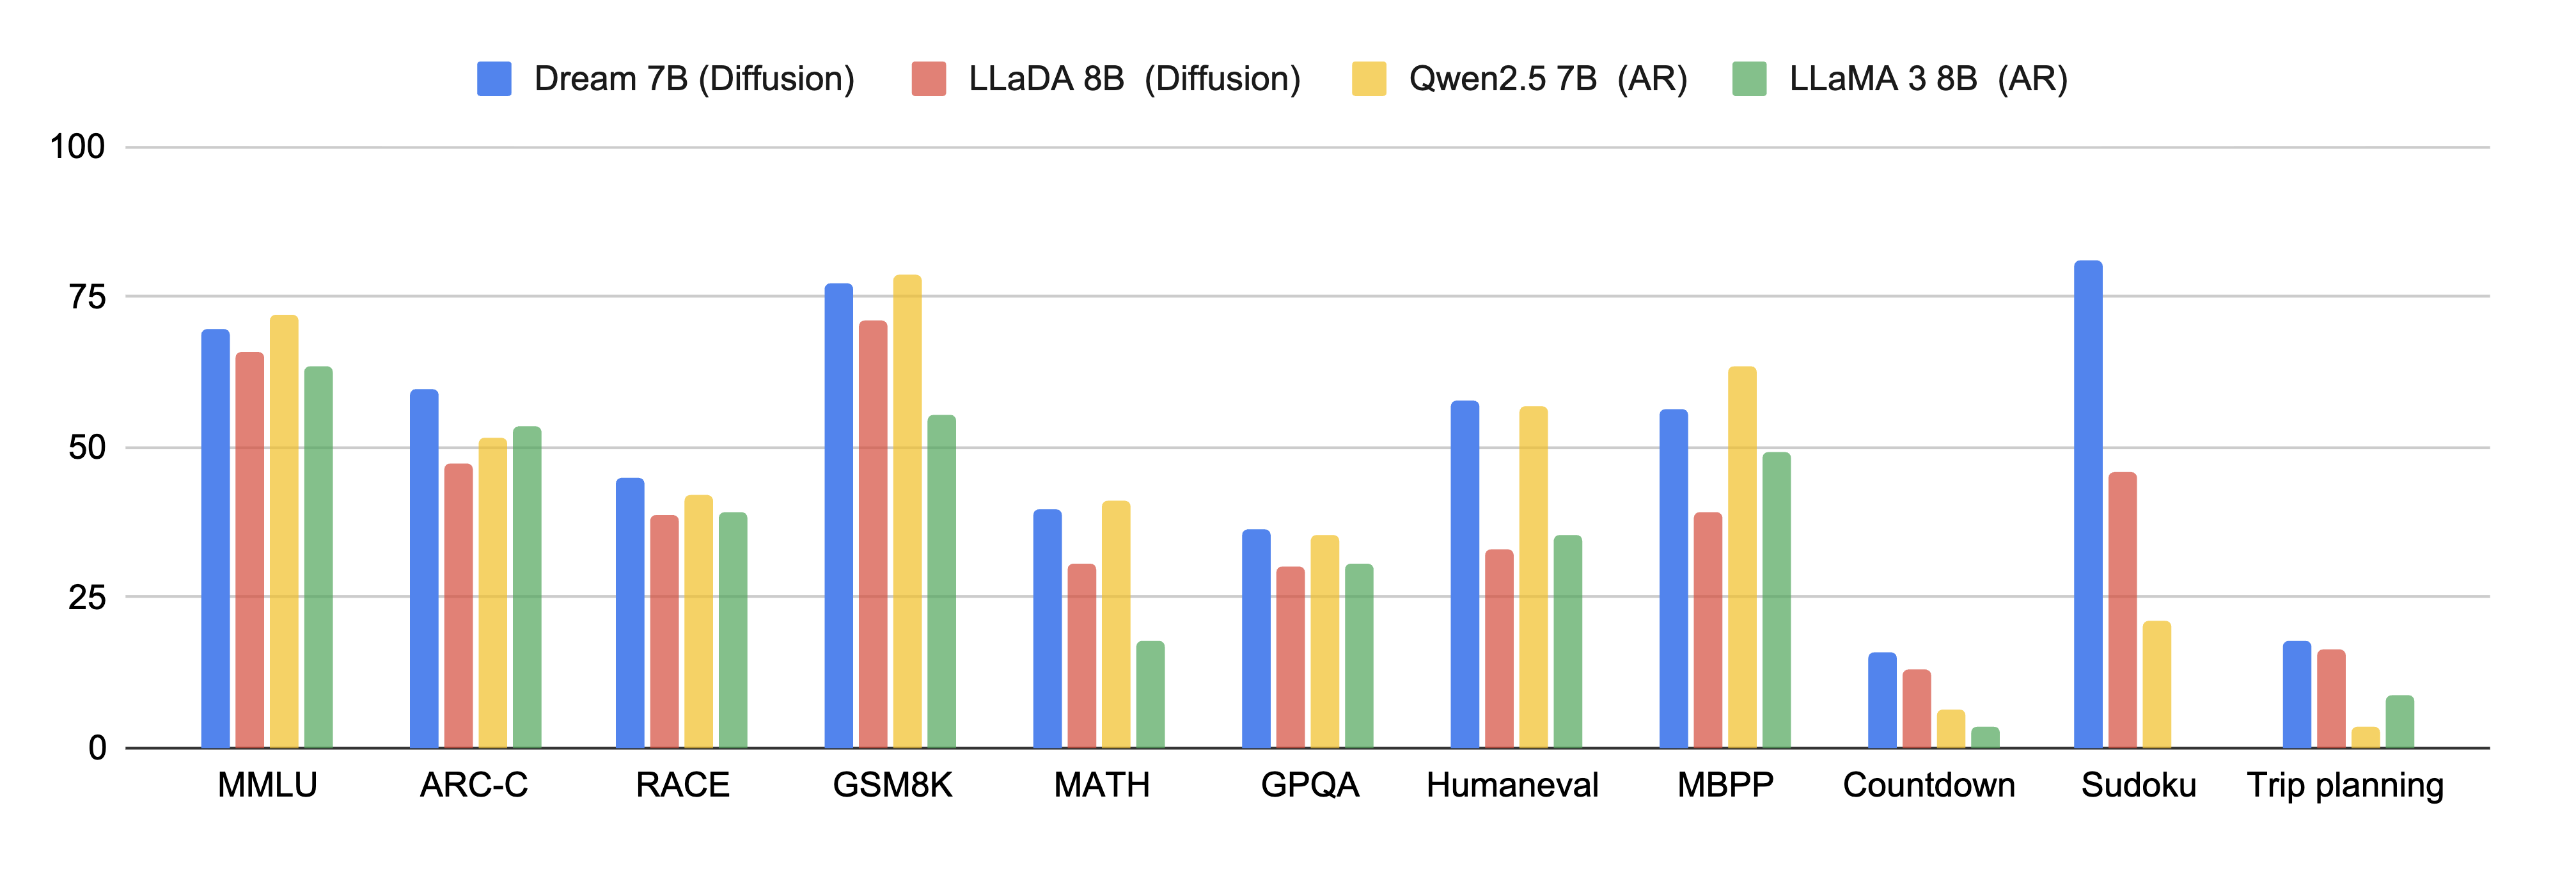 Dream 7B (Diffusion) LLaDA 8B (Diffusion) Qwen2.5 7B (AR) LLaMA 3 8B (AR)
100
75
50
25
0
MMLU ARC-C RACE GSM8K MATH GPQA Humaneval MBPP Countdown Sudoku Trip planning